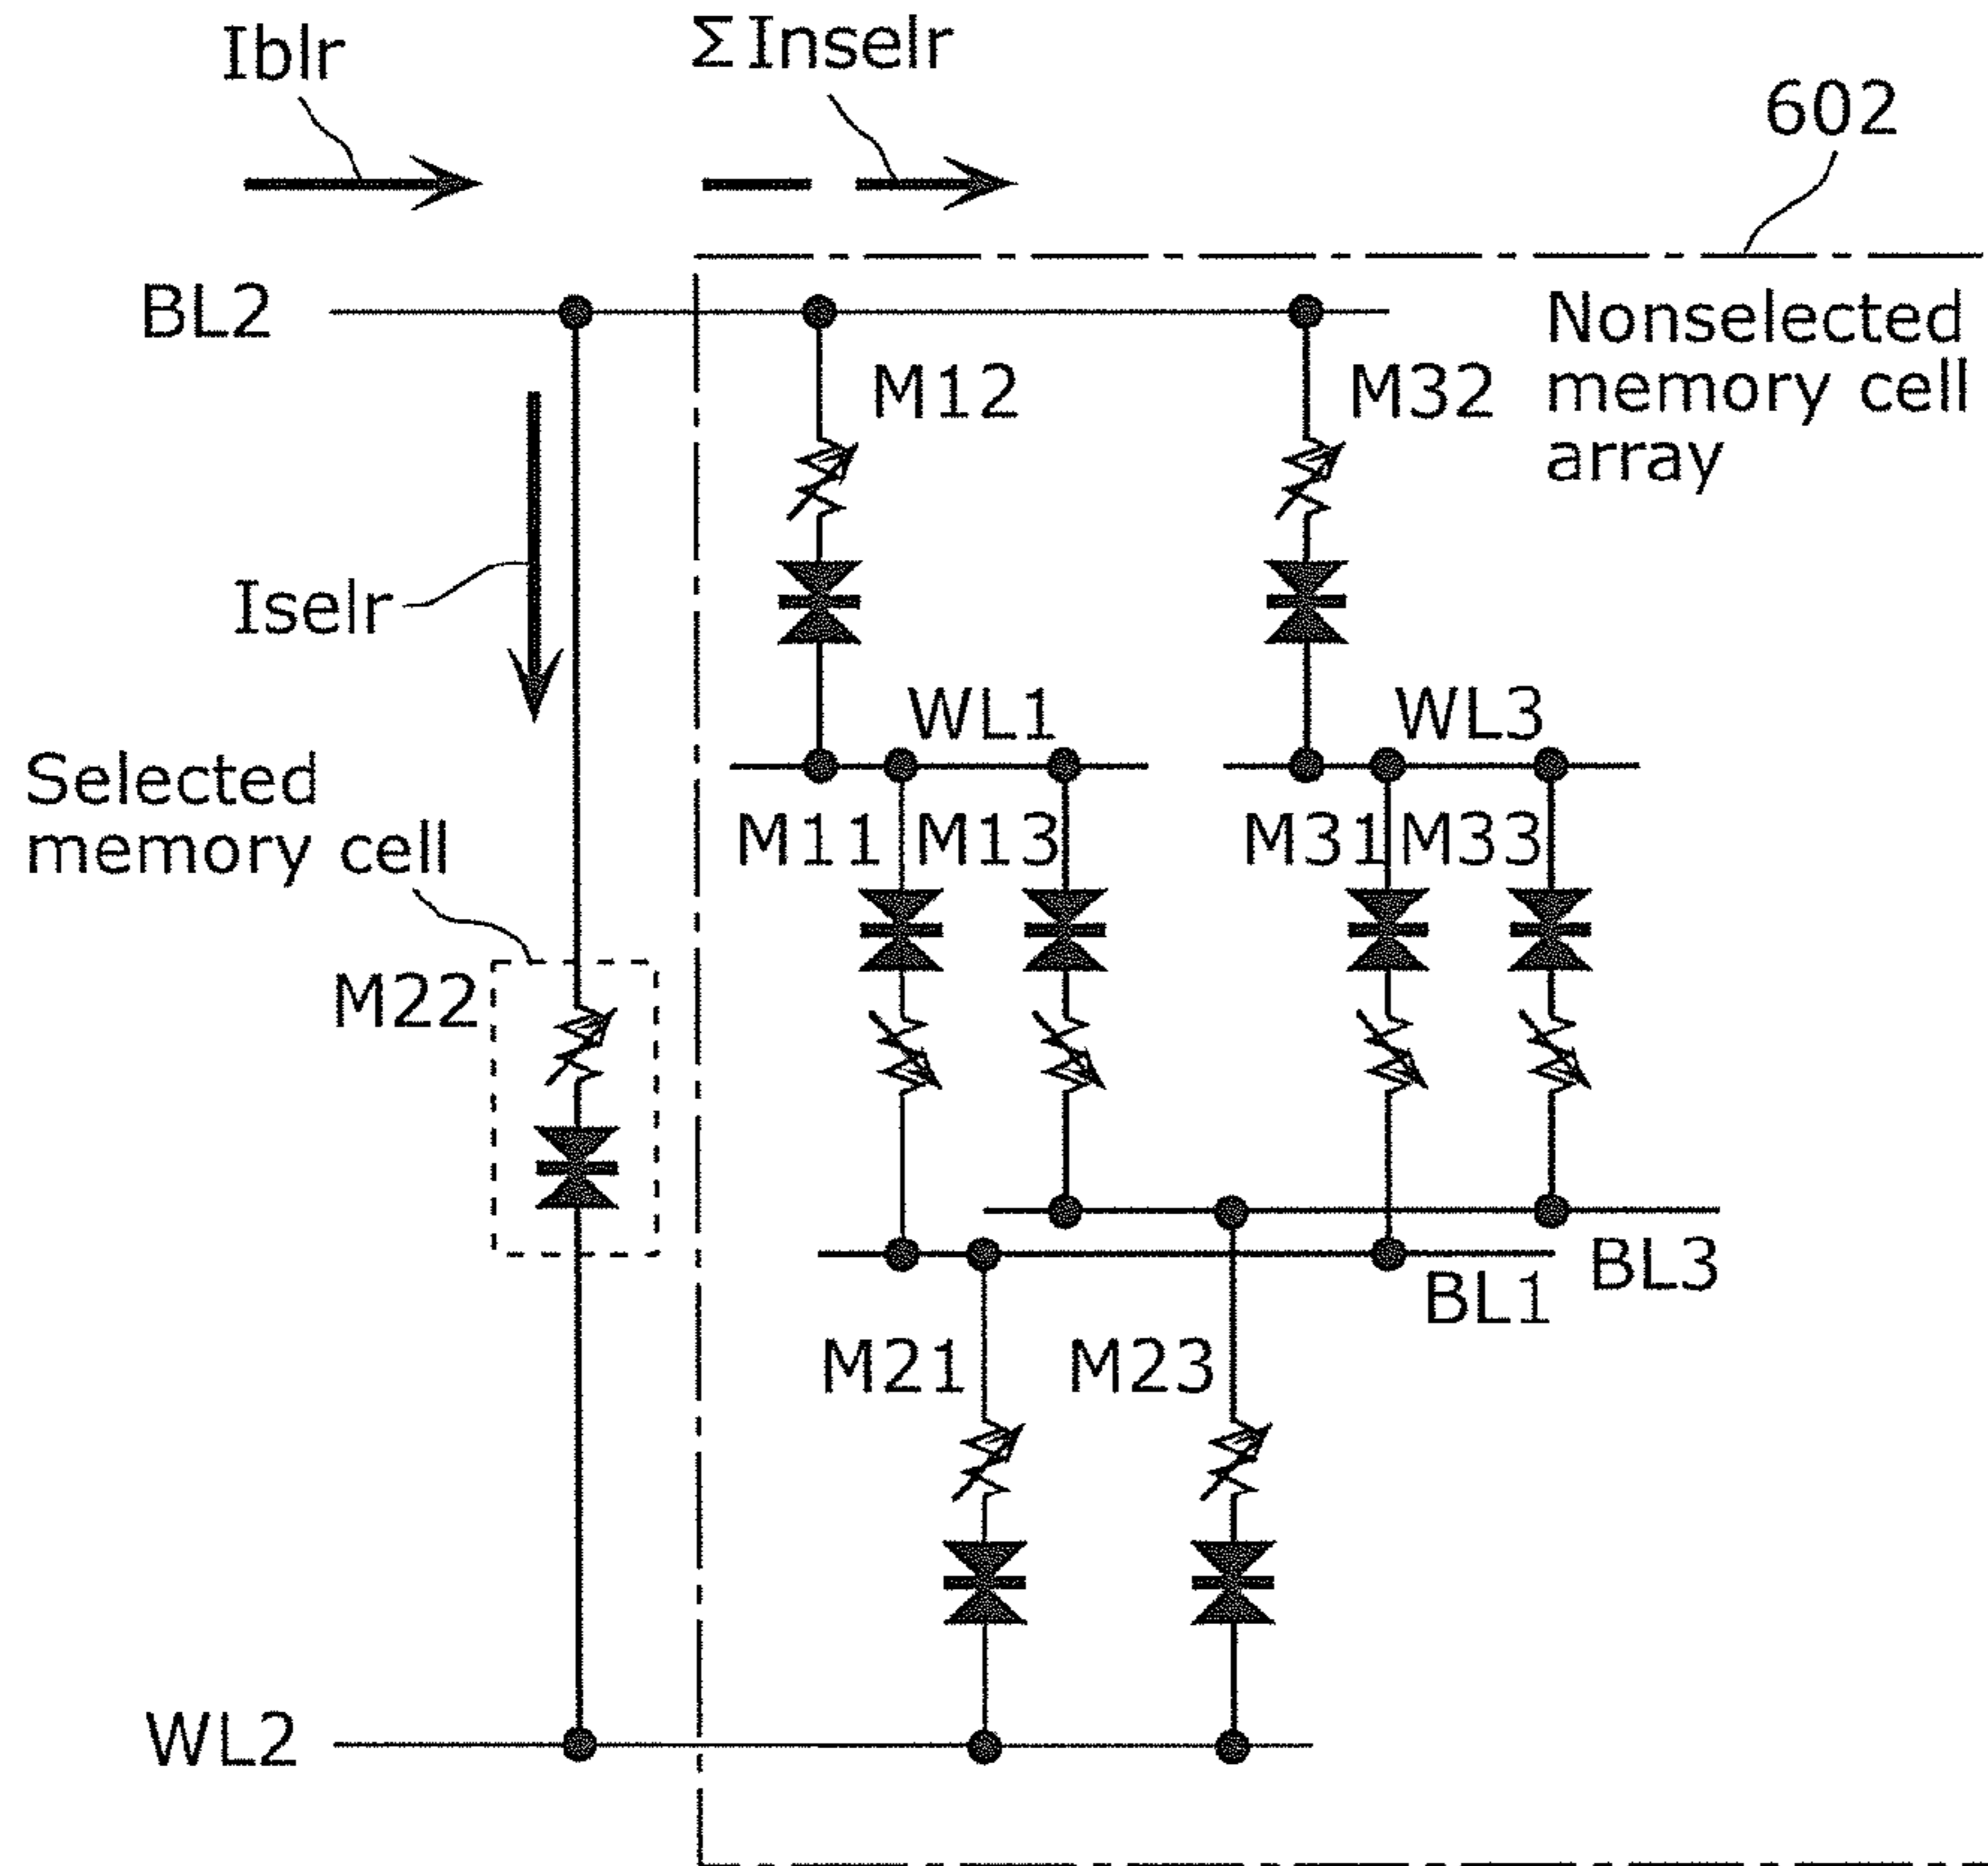 Iblr
ΣInselr
602
BL2
Nonselected
memory cell
array
M12
M32
Iselr
WL1
WL3
Selected
memory cell
M11
M13
M31
M33
M22
BL3
BL1
M21
M23
WL2